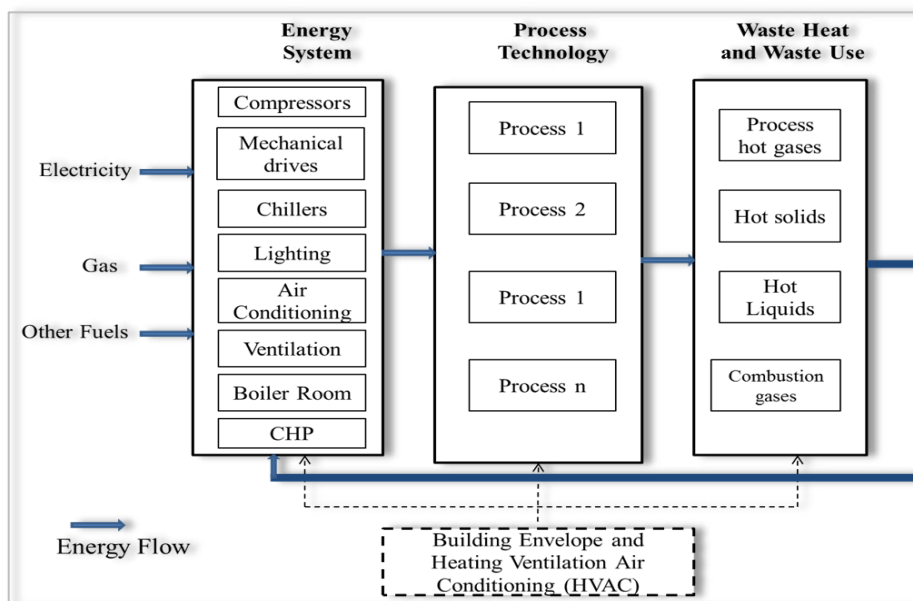 Energy
System
Process
Technology
Waste Heat
and Waste Use
Electricity
Gas
Other Fuels
Compressors
Mechanical
drives
Chillers
Lighting
Air
Conditioning
Ventilation
Boiler Room
CHP
Process 1
Process 2
Process 1
Process n
Process
hot gases
Hot solids
Hot
Liquids
Combustion
gases
Energy Flow
Building Envelope and
Heating Ventilation Air
Conditioning (HVAC)